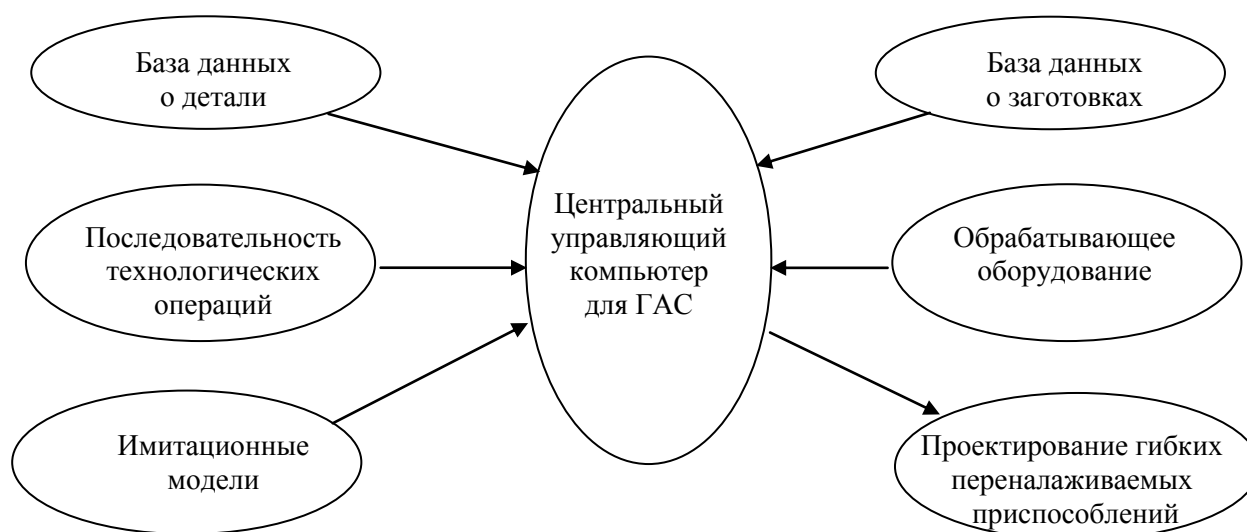 База данных
о детали
База данных
о заготовках
Центральный
управляющий
компьютер
для ГАС
Последовательность
технологических
операций
Обрабатывающее
оборудование
Имитационные
модели
Проектирование гибких
переналаживаемых
приспособлений